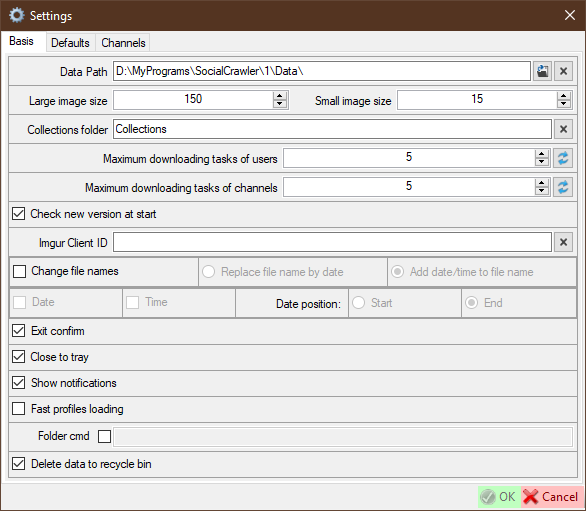 Settings
Basis Defaults Channels
Data Path D:\MyPrograms\SocialCrawler\1\Data\
Large image size 150 Small image size 15
Collections folder Collections
Maximum downloading tasks of users 5
Maximum downloading tasks of channels 5
Check new version at start
Imgur Client ID
Change file names Replace file name by date Add date/time to file name
Date Time Date position: Start End
Exit confirm
Close to tray
Show notifications
Fast profiles loading
Folder cmd
Delete data to recycle bin
OK Cancel